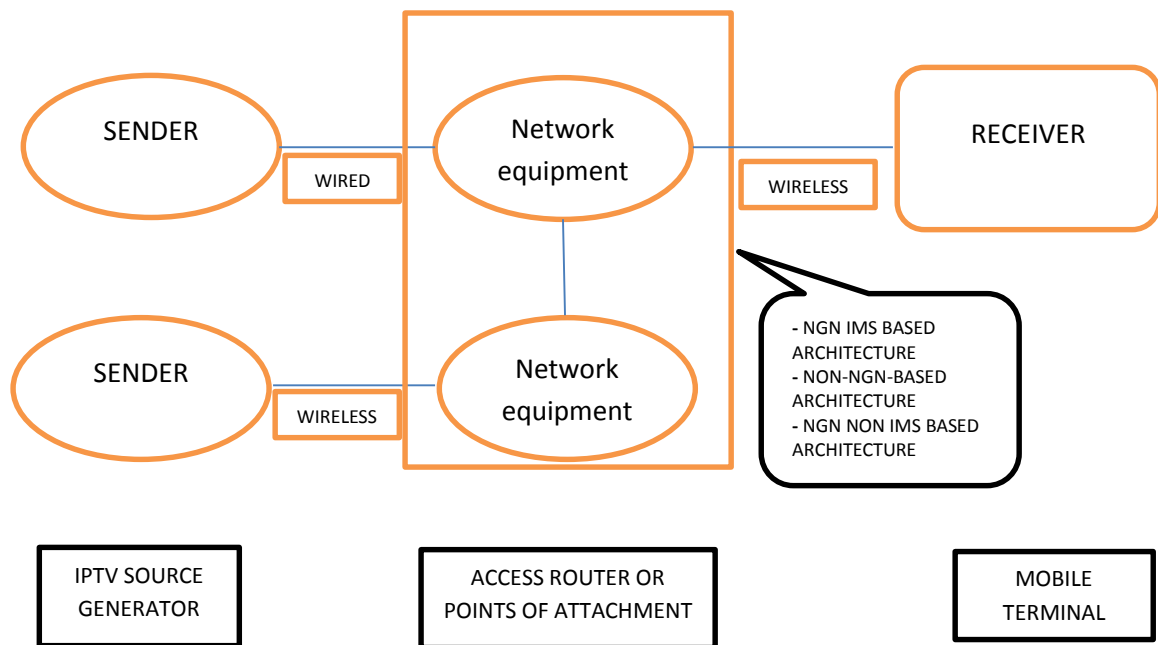 SENDER
WIRED
Network
equipment
WIRELESS
RECEIVER
SENDER
WIRELESS
Network
equipment
- NGN IMS BASED
ARCHITECTURE
- NON-NGN-BASED
ARCHITECTURE
- NGN NON IMS BASED
ARCHITECTURE
IPTV SOURCE
GENERATOR
ACCESS ROUTER OR
POINTS OF ATTACHMENT
MOBILE
TERMINAL